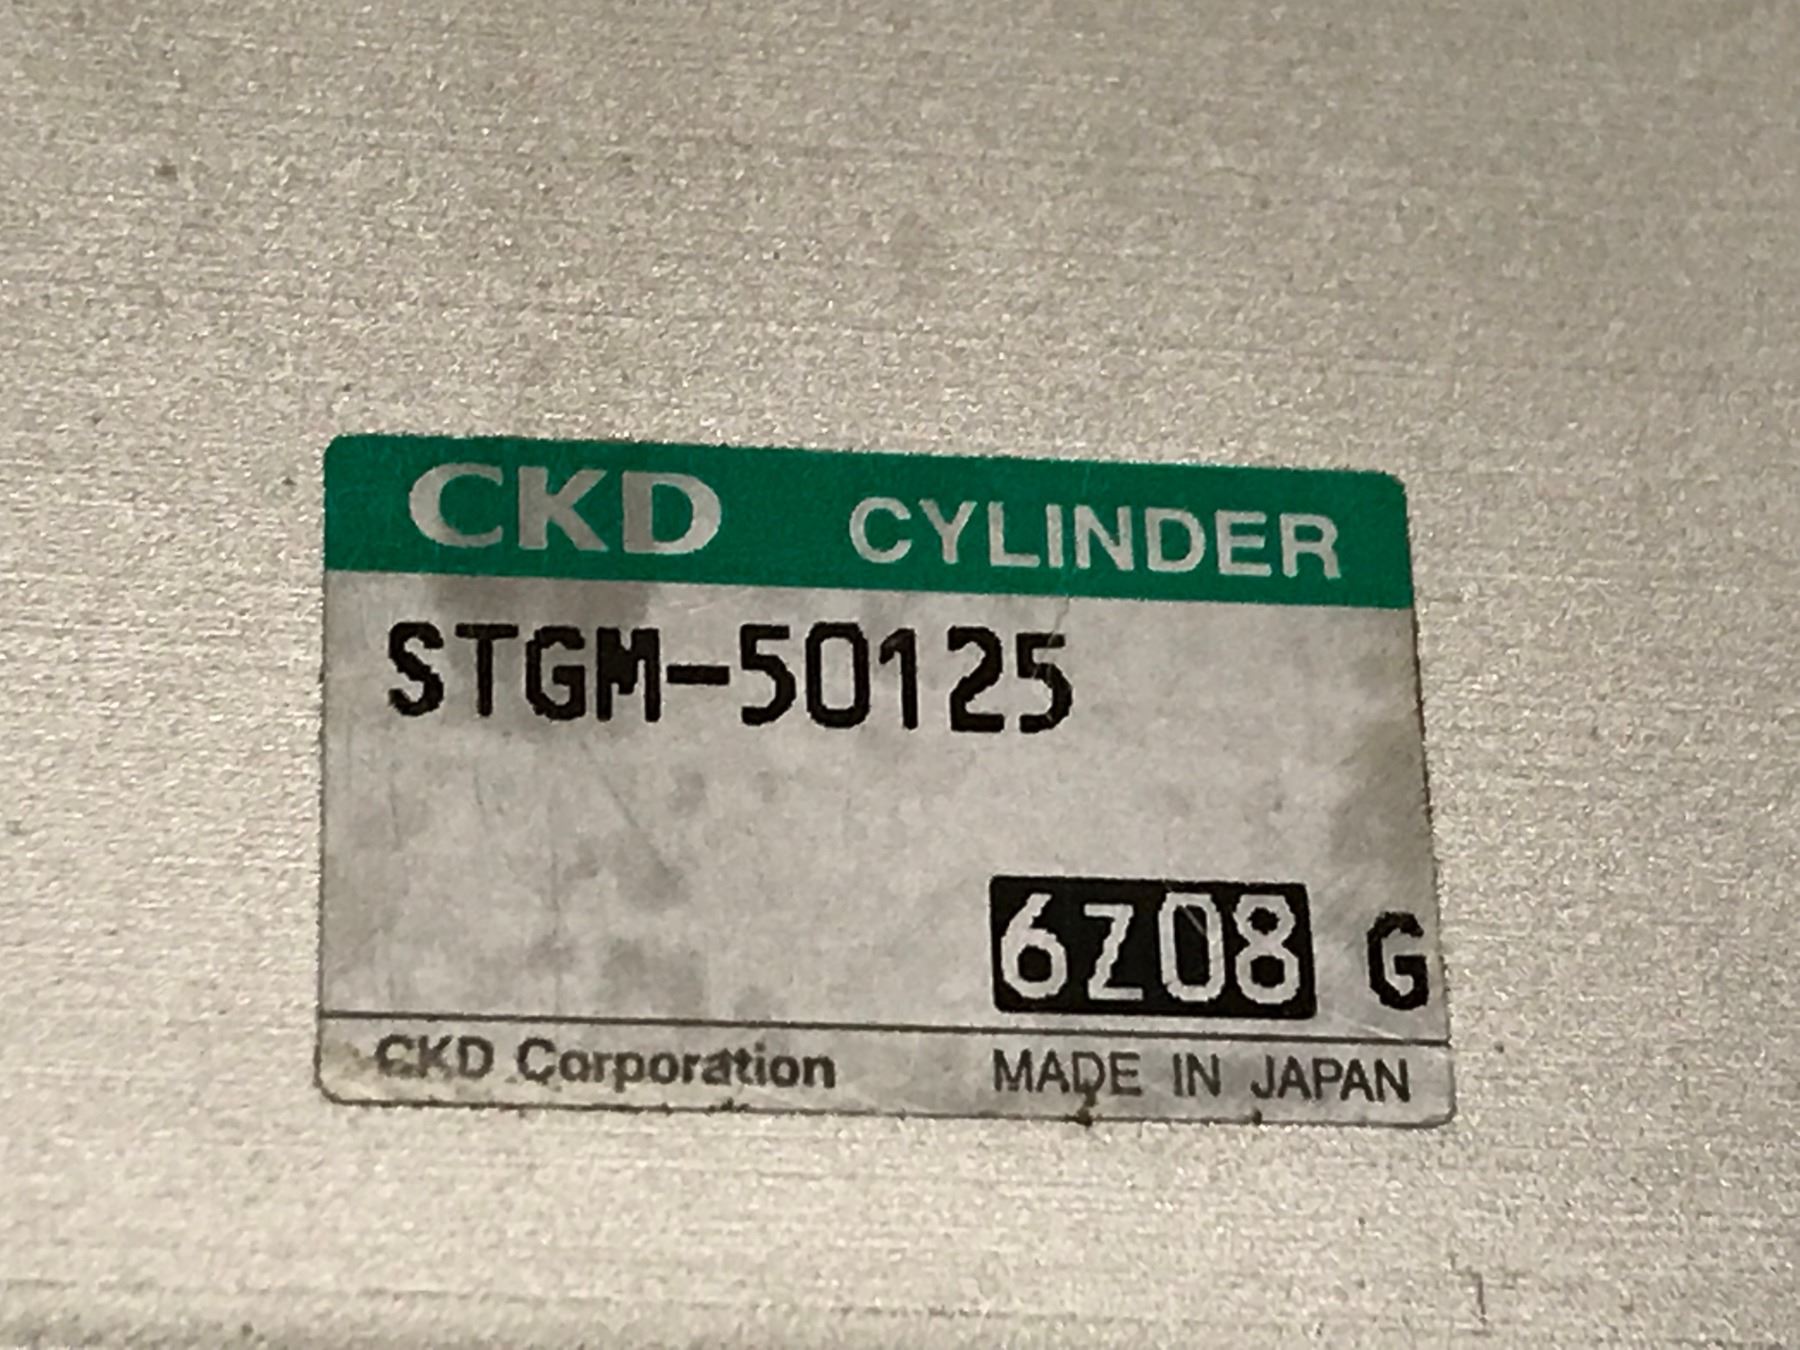 CKD CYLINDER
STGM-50125
6Z08 G
CKD Corporation MADE IN JAPAN